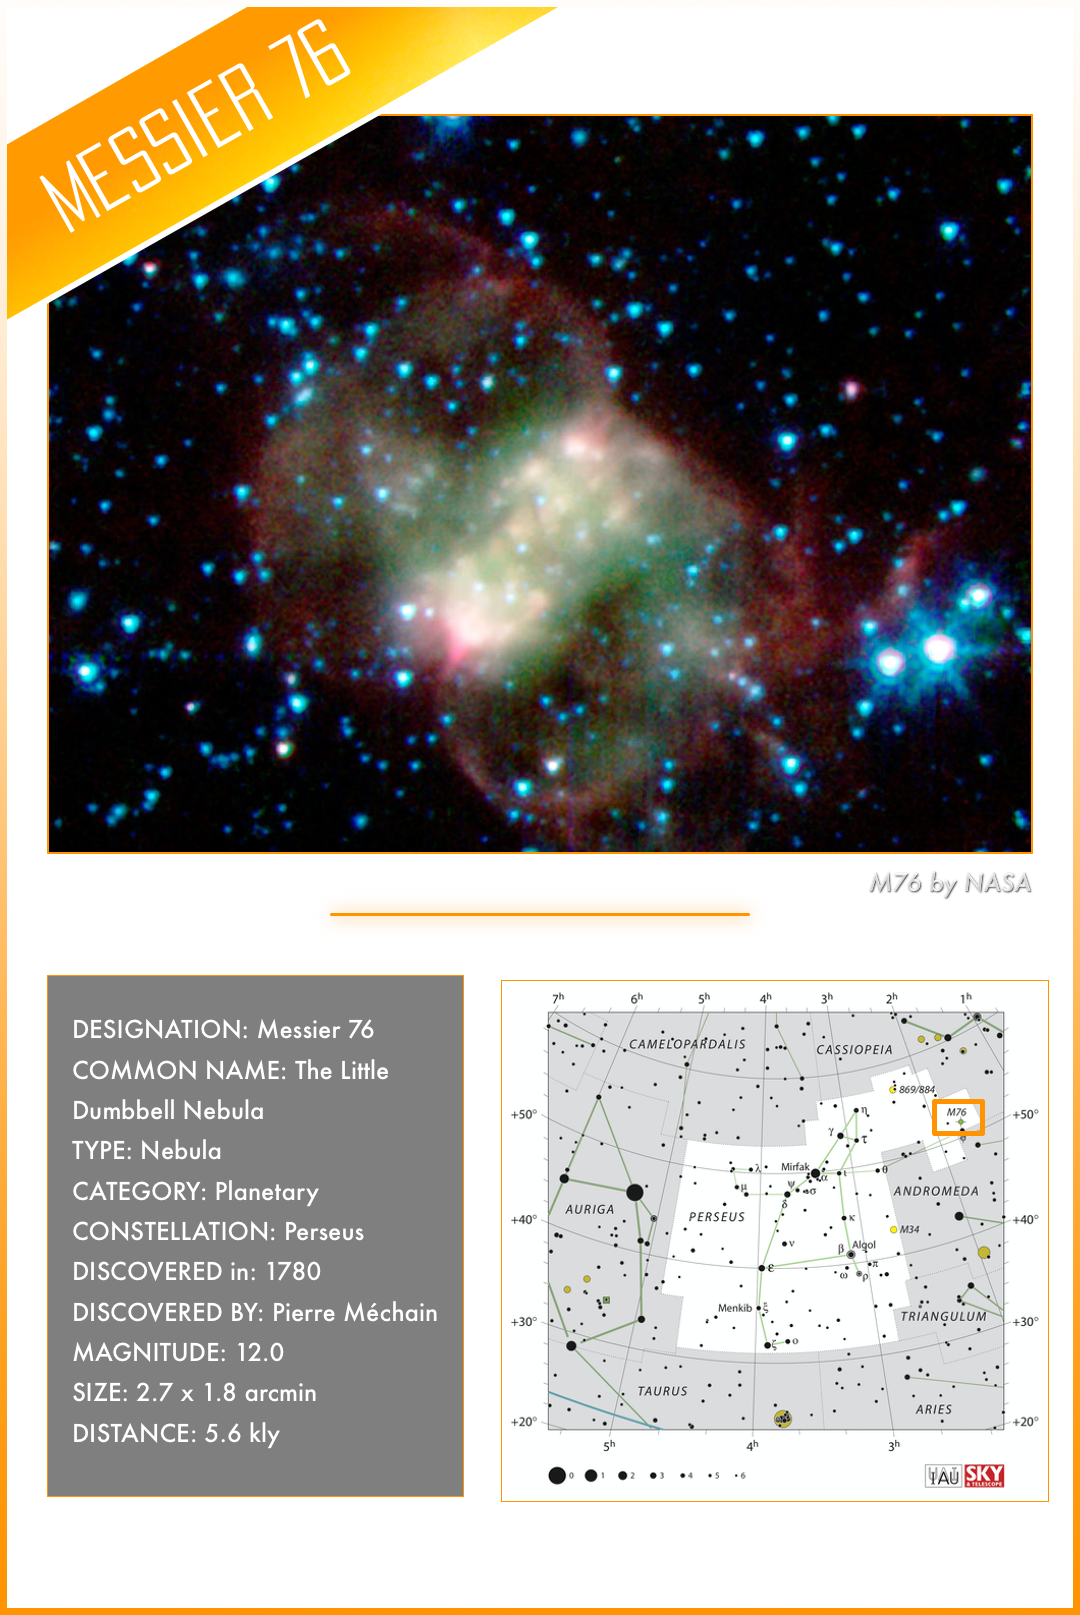 MESSIER 76
M76 by NASA
DESIGNATION: Messier 76
COMMON NAME: The Little
Dumbbell Nebula
TYPE: Nebula
CATEGORY: Planetary
CONSTELLATION: Perseus
DISCOVERED in: 1780
DISCOVERED BY: Pierre Méchain
MAGNITUDE: 12.0
SIZE: 2.7 x 1.8 arcmin
DISTANCE: 5.6 kly
7h 6h 5h 4h 3h 2h 1h
CAMELOPARDALIS
CASSIOPEIA
869/884
+50° M76 +50°
η
γ τ
Mirfak α ι θ
λ
μ ψ σ
δ
ANDROMEDA
AURIGA
PERSEUS κ
+40° M34 +40°
ν β Algol
ε ω ρ π
Menkib ξ
TRIANGULUM
+30° +30°
ζ ο
TAURUS
ARIES
+20° +20°
5h 4h 3h
0 1 2 3 4 5 6
IAU SKY
& TELESCOPE